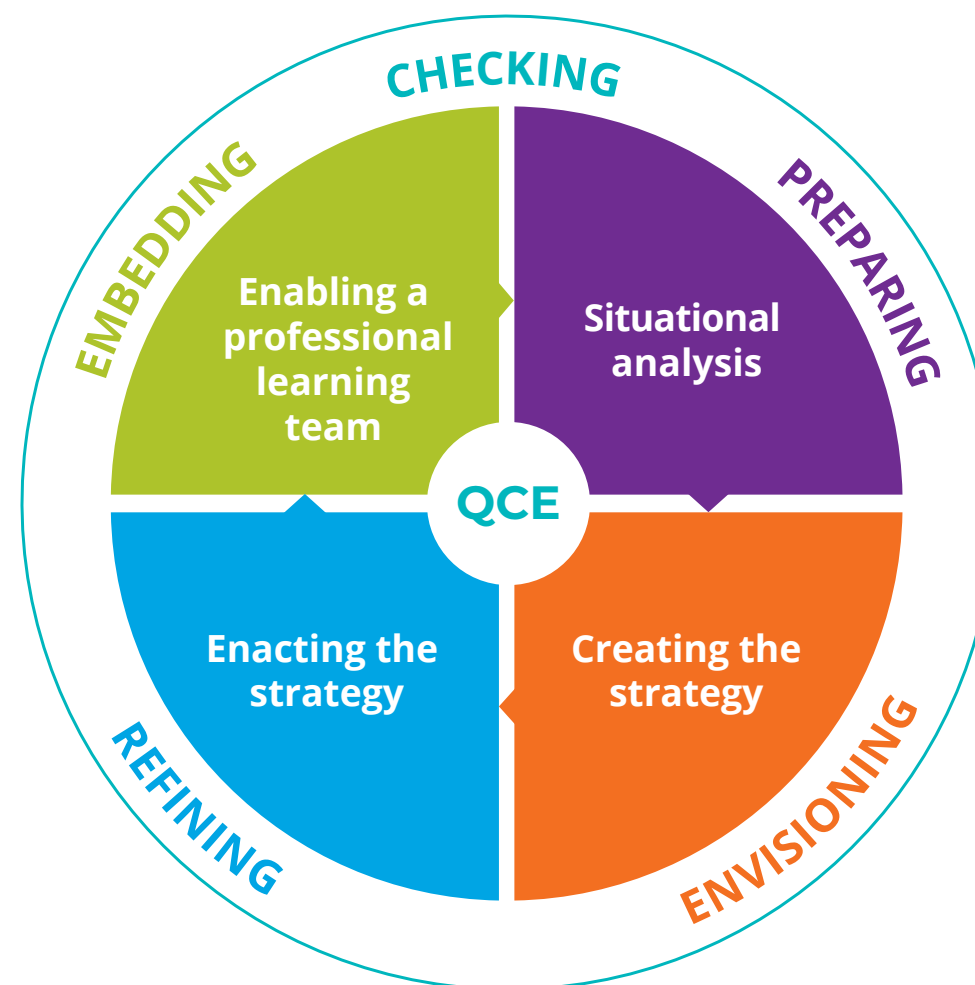 CHECKING
PREPARING
Situational
analysis
ENVISIONING
Creating the
strategy
REFINING
Enacting the
strategy
EMBEDDING
Enabling a
professional
learning
team
QCE